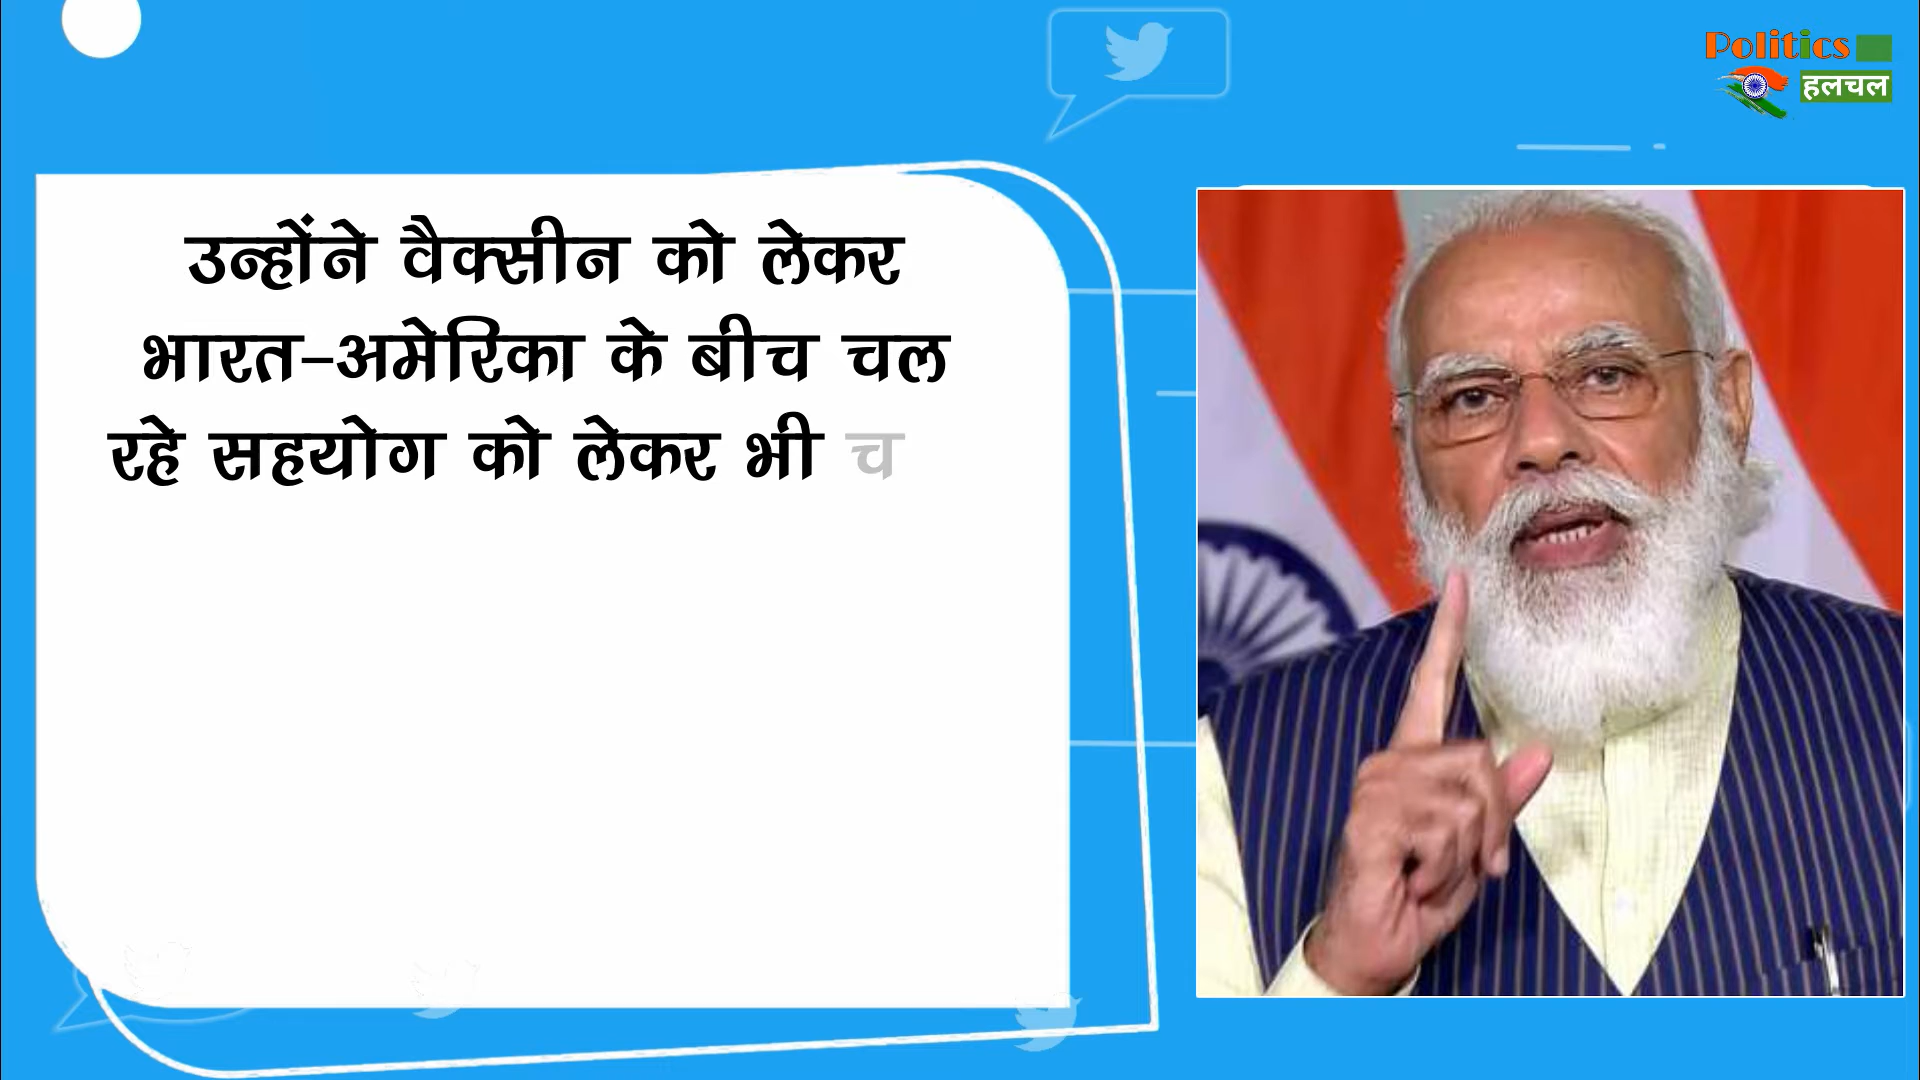 Politics
हलचल
उन्होंने वैक्सीन को लेकर
भारत-अमेरिका के बीच चल
रहे सहयोग को लेकर भी च